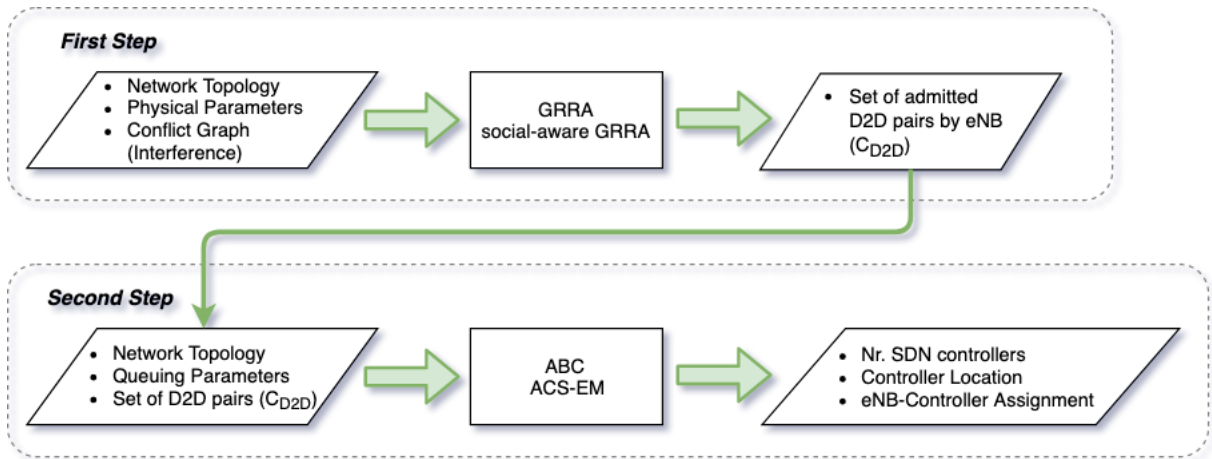 First Step
• Network Topology
• Physical Parameters
• Conflict Graph
(Interference)
GRRA
social-aware GRRA
• Set of admitted
D2D pairs by eNB
(C_D2D)
Second Step
• Network Topology
• Queuing Parameters
• Set of D2D pairs (C_D2D)
ABC
ACS-EM
• Nr. SDN controllers
• Controller Location
• eNB-Controller Assignment